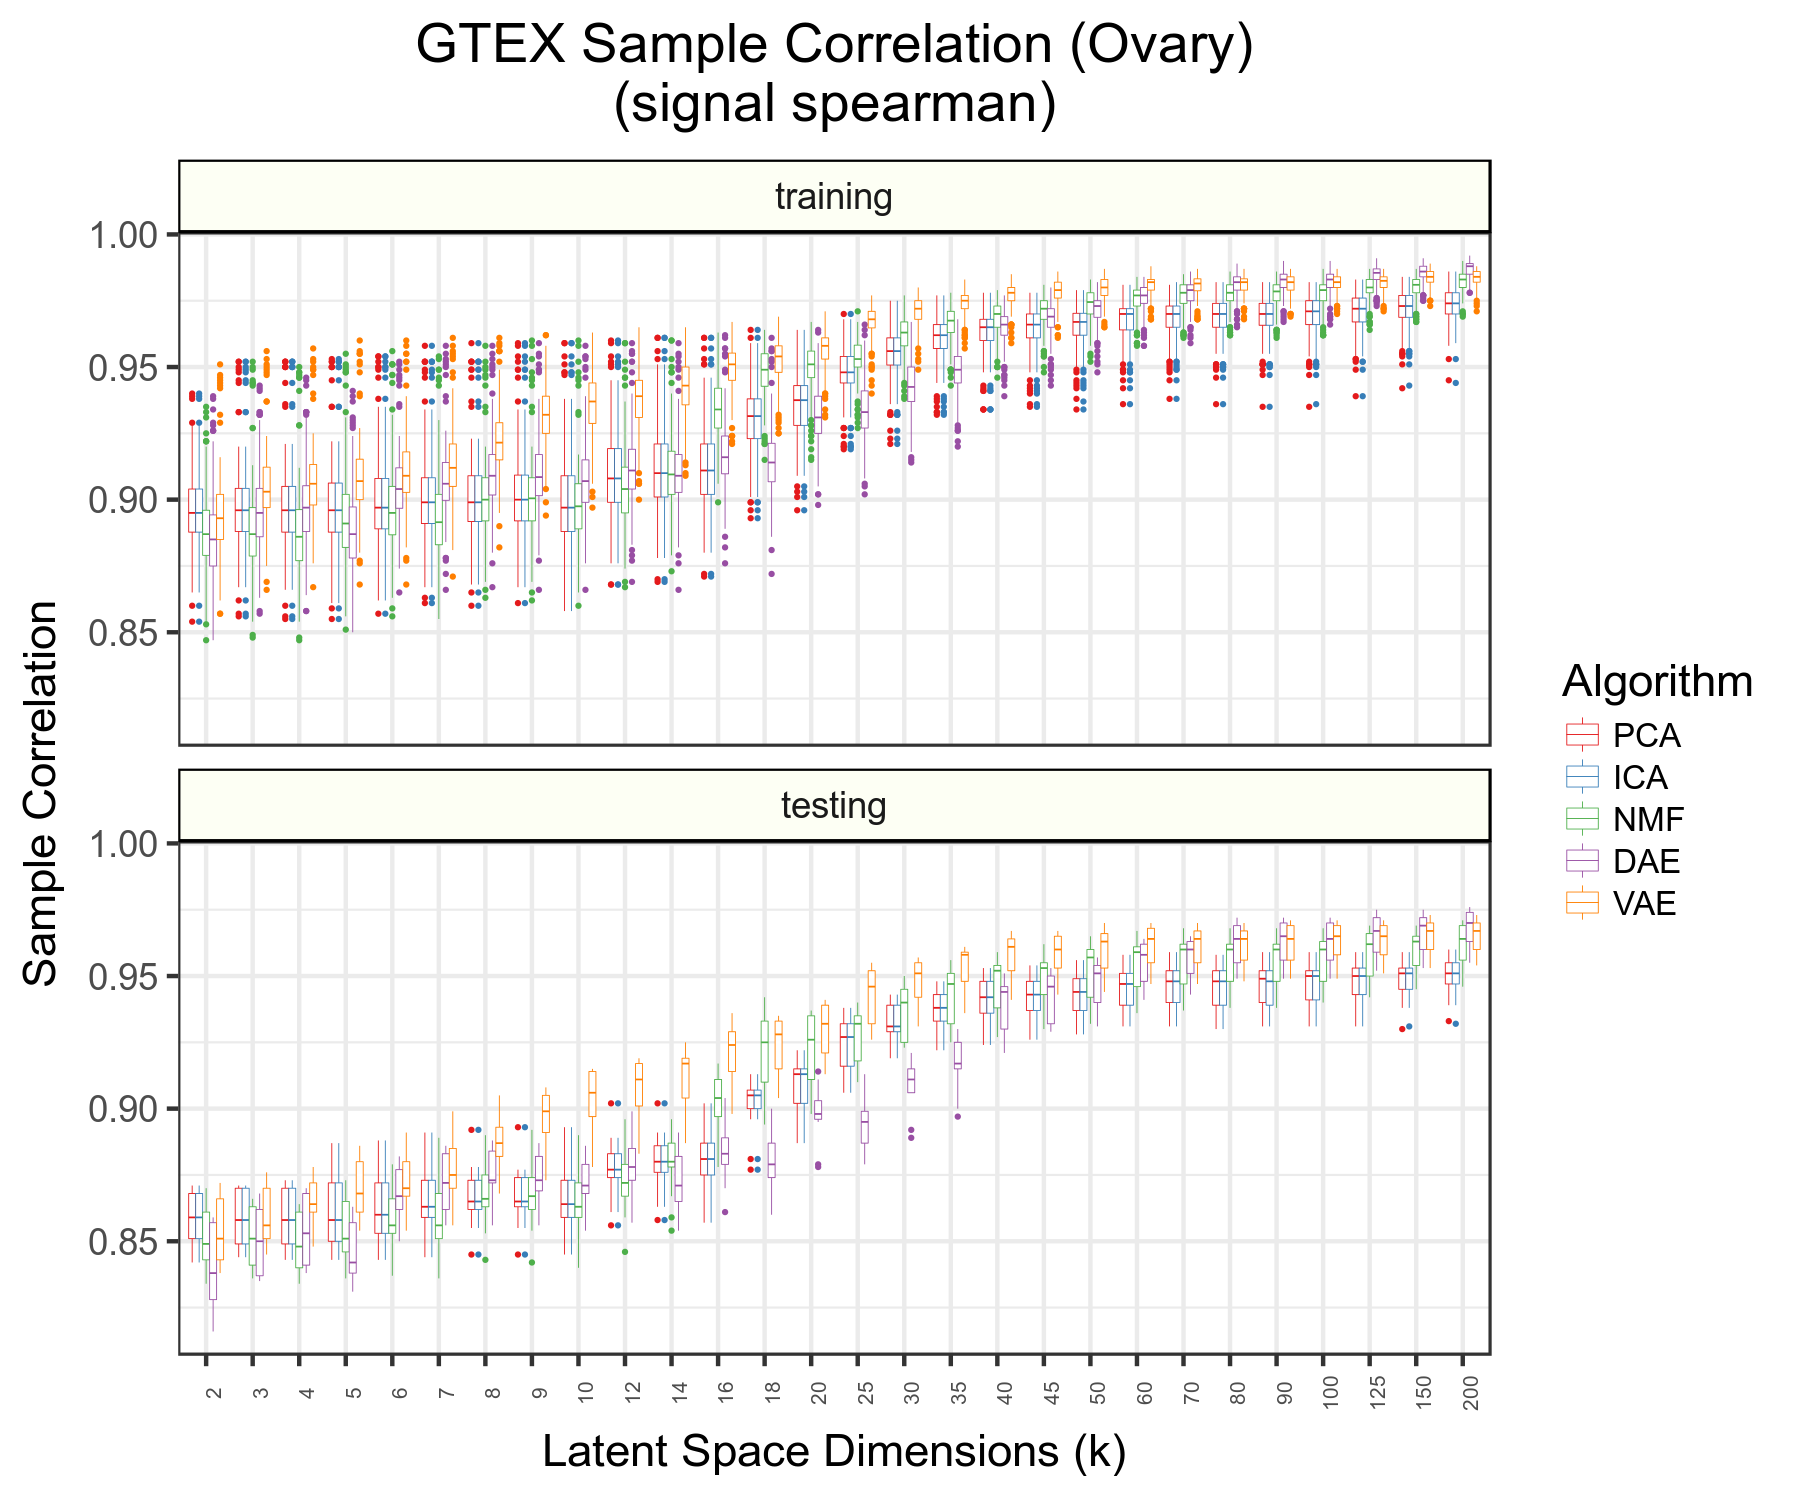 GTEX Sample Correlation (Ovary)
(signal spearman)
training
1.00
0.95
0.90
0.85
testing
1.00
0.95
0.90
0.85
Sample Correlation
2 3 4 5 6 7 8 9 10 12 14 16 18 20 25 30 35 40 45 50 60 70 80 90 100 125 150 200
Latent Space Dimensions (k)
Algorithm
PCA
ICA
NMF
DAE
VAE